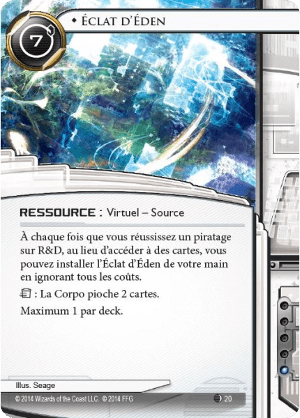 7
◆ ÉCLAT D'ÉDEN
RESSOURCE : Virtuel – Source
À chaque fois que vous réussissez un piratage
sur R&D, au lieu d'accéder à des cartes, vous
pouvez installer l'Éclat d'Éden de votre main
en ignorant tous les coûts.
: La Corpo pioche 2 cartes.
Maximum 1 par deck.
Illus. Seage
© 2014 Wizards of the Coast LLC. © 2014 FFG
20